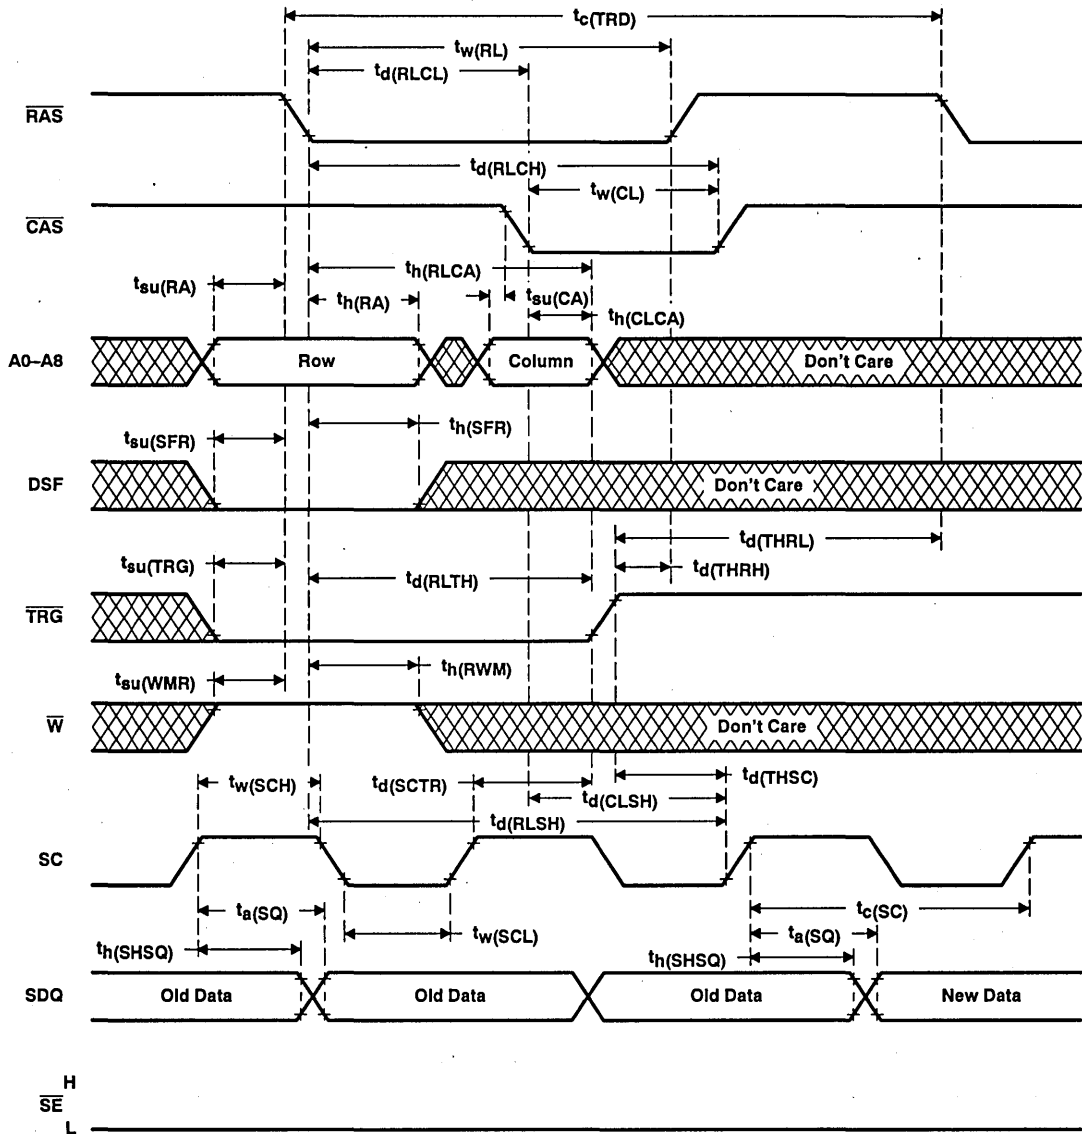 tc(TRD)
tw(RL)
td(RLCL)
RAS
td(RLCH)
tw(CL)
CAS
th(RLCA)
tsu(RA)
th(RA)
tsu(CA)
th(CLCA)
A0–A8
Row
Column
Don't Care
tsu(SFR)
th(SFR)
DSF
Don't Care
td(THRL)
tsu(TRG)
td(RLTH)
td(THRH)
TRG
tsu(WMR)
th(RWM)
W
Don't Care
tw(SCH)
td(SCTR)
td(THSC)
td(CLSH)
td(RLSH)
SC
ta(SQ)
tw(SCL)
tc(SC)
ta(SQ)
th(SHSQ)
th(SHSQ)
SDQ
Old Data
Old Data
Old Data
New Data
H
SE
L